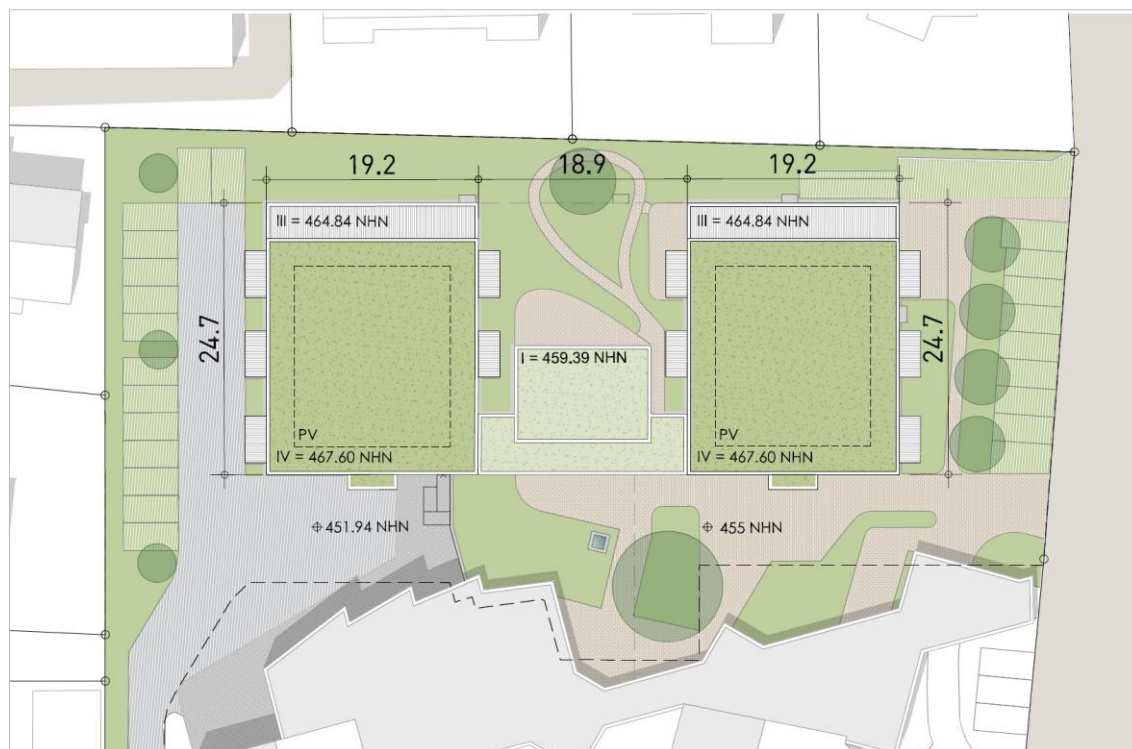 19.2
18.9
19.2
III = 464.84 NHN
III = 464.84 NHN
24.7
24.7
I = 459.39 NHN
PV
IV = 467.60 NHN
PV
IV = 467.60 NHN
451.94 NHN
455 NHN